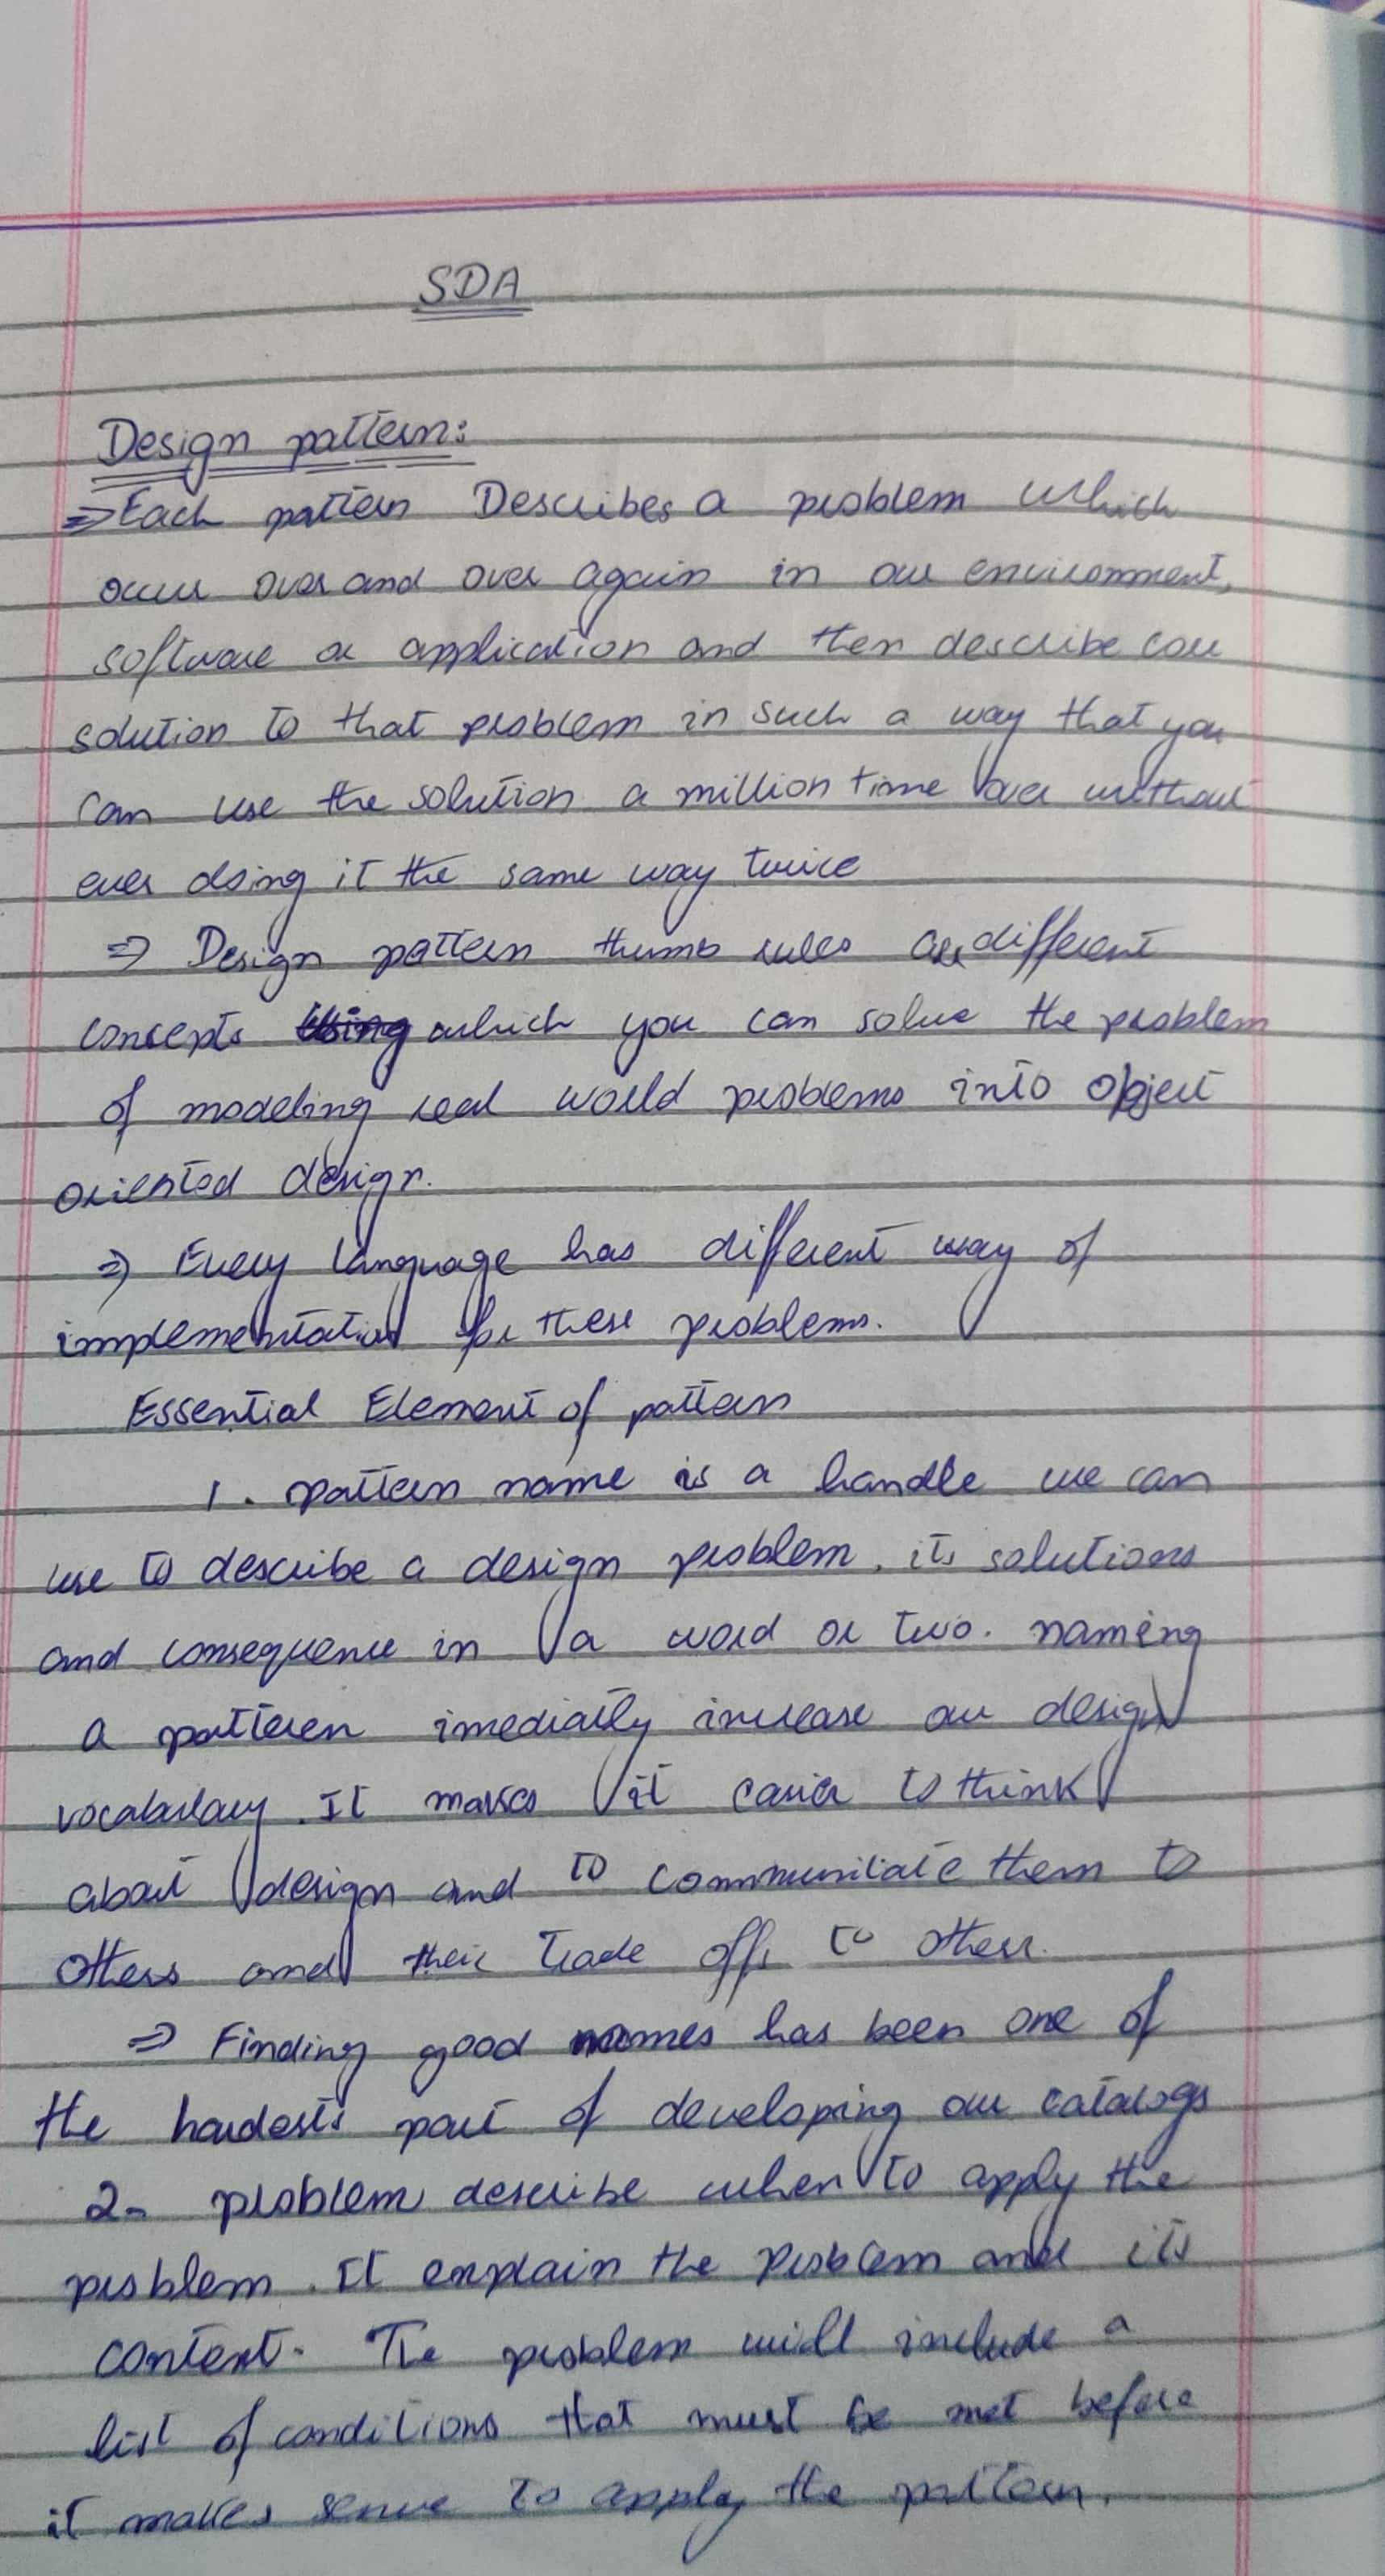 SDA
Design pattern:
⇒ Each pattern Describes a problem which
occur over and over again in our environment,
software or application and then describe core
solution to that problem in such a way that you
can use the solution a million time over without
ever doing it the same way twice
⇒ Design pattern thumb rules are different
concepts using which you can solve the problem
of modeling real world problems into object
oriented design.
⇒ Every language has different way of
implementation for these problems.
Essential Element of pattern
1. pattern name is a handle we can
use to describe a design problem, its solutions
and consequence in a word or two. naming
a patteren imediatly increase our design
vocabulary. It makes it easier to think
about design and to communicate them to
others and their trade offs to others.
⇒ Finding good names has been one of
the hardests part of developing our catalogs
2- problem describe when to apply the
problem. It explain the problem and its
context. The problem will include a
list of conditions that must be met before
it makes sense to apply the pattern.